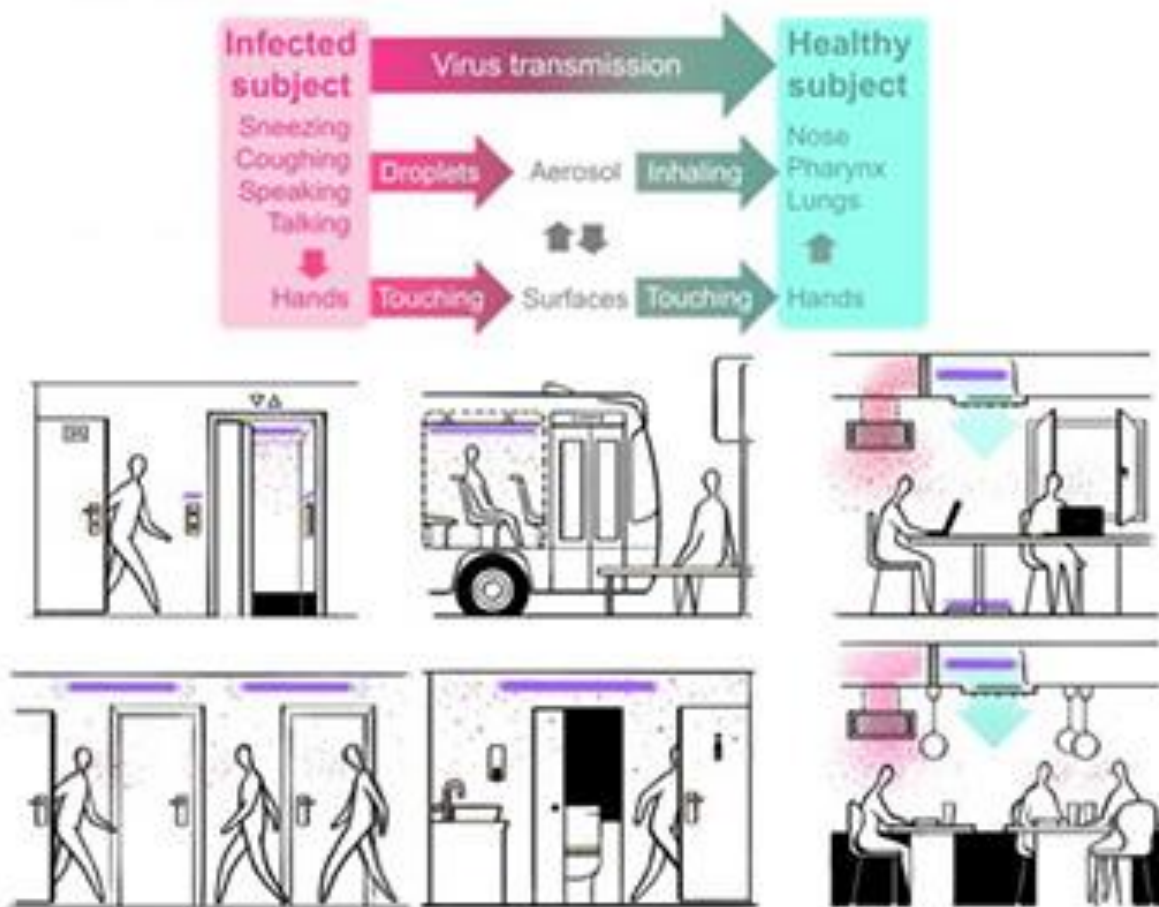 Infected
subject
Sneezing
Coughing
Speaking
Talking
Hands
Virus transmission
Droplets
Aerosol
Inhaling
Touching
Surfaces
Touching
Healthy
subject
Nose
Pharynx
Lungs
Hands